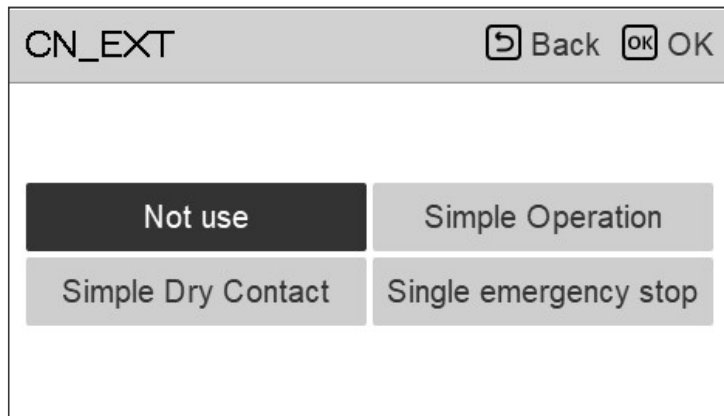 CN_EXT Back OK OK
Not use Simple Operation
Simple Dry Contact Single emergency stop